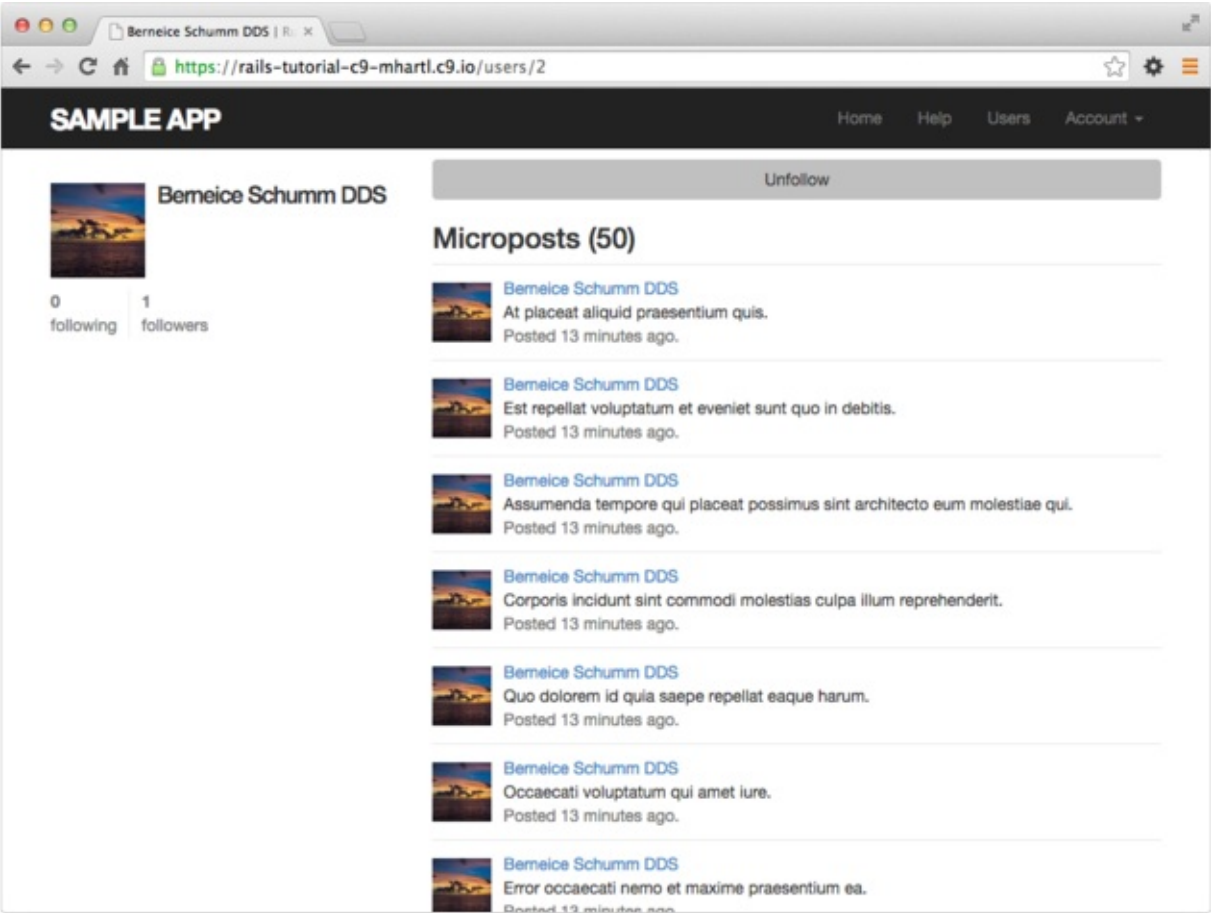 Berneice Schumm DDS | R
https://rails-tutorial-c9-mhartl.c9.io/users/2
SAMPLE APP
Home Help Users Account
Berneice Schumm DDS
0 1
following followers
Unfollow
Microposts (50)
Berneice Schumm DDS
At placeat aliquid praesentium quis.
Posted 13 minutes ago.
Berneice Schumm DDS
Est repellat voluptatum et eveniet sunt quo in debitis.
Posted 13 minutes ago.
Berneice Schumm DDS
Assumenda tempore qui placeat possimus sint architecto eum molestiae qui.
Posted 13 minutes ago.
Berneice Schumm DDS
Corporis incidunt sint commodi molestias culpa illum reprehenderit.
Posted 13 minutes ago.
Berneice Schumm DDS
Quo dolorem id quia saepe repellat eaque harum.
Posted 13 minutes ago.
Berneice Schumm DDS
Occaecati voluptatum qui amet iure.
Posted 13 minutes ago.
Berneice Schumm DDS
Error occaecati nemo et maxime praesentium ea.
Posted 13 minutes ago.